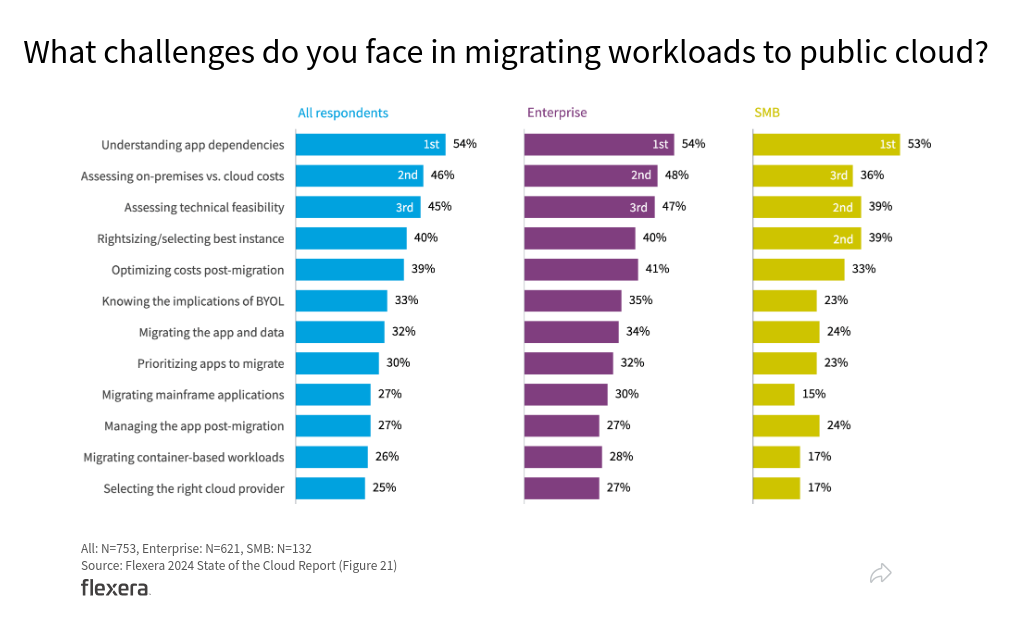 What challenges do you face in migrating workloads to public cloud?
All respondents Enterprise SMB
Understanding app dependencies 1st 54% 1st 54% 1st 53%
Assessing on-premises vs. cloud costs 2nd 46% 2nd 48% 3rd 36%
Assessing technical feasibility 3rd 45% 3rd 47% 2nd 39%
Rightsizing/selecting best instance 40% 40% 2nd 39%
Optimizing costs post-migration 39% 41% 33%
Knowing the implications of BYOL 33% 35% 23%
Migrating the app and data 32% 34% 24%
Prioritizing apps to migrate 30% 32% 23%
Migrating mainframe applications 27% 30% 15%
Managing the app post-migration 27% 27% 24%
Migrating container-based workloads 26% 28% 17%
Selecting the right cloud provider 25% 27% 17%
All: N=753, Enterprise: N=621, SMB: N=132
Source: Flexera 2024 State of the Cloud Report (Figure 21)
flexera